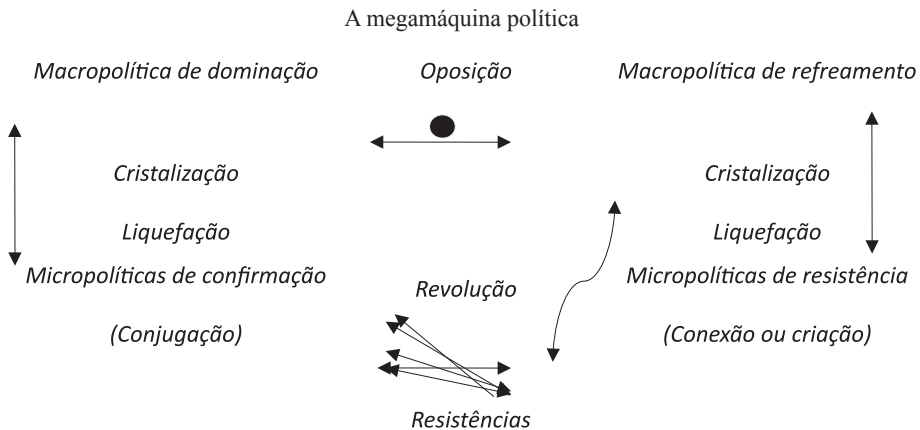 A megamáquina política
Macropolítica de dominação Oposição Macropolítica de refreamento
Cristalização Cristalização
Liquefação Liquefação
Micropolíticas de confirmação Revolução Micropolíticas de resistência
(Conjugação) (Conexão ou criação)
Resistências